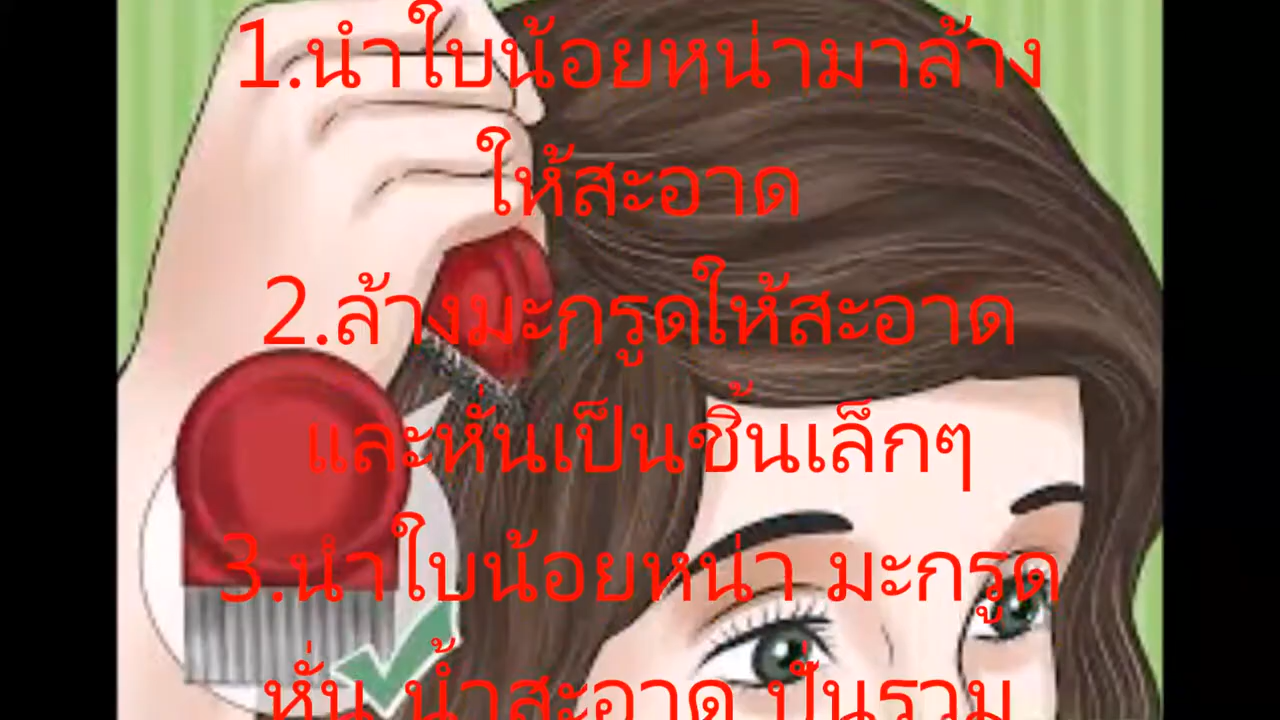 1.นำใบน้อยหน่ามาล้าง
ให้สะอาด
2.ล้างมะกรูดให้สะอาด
และหั่นเป็นชิ้นเล็กๆ
3.นำใบน้อยหน่า มะกรูด
หั่น น้ำสะอาด ปั่นรวม